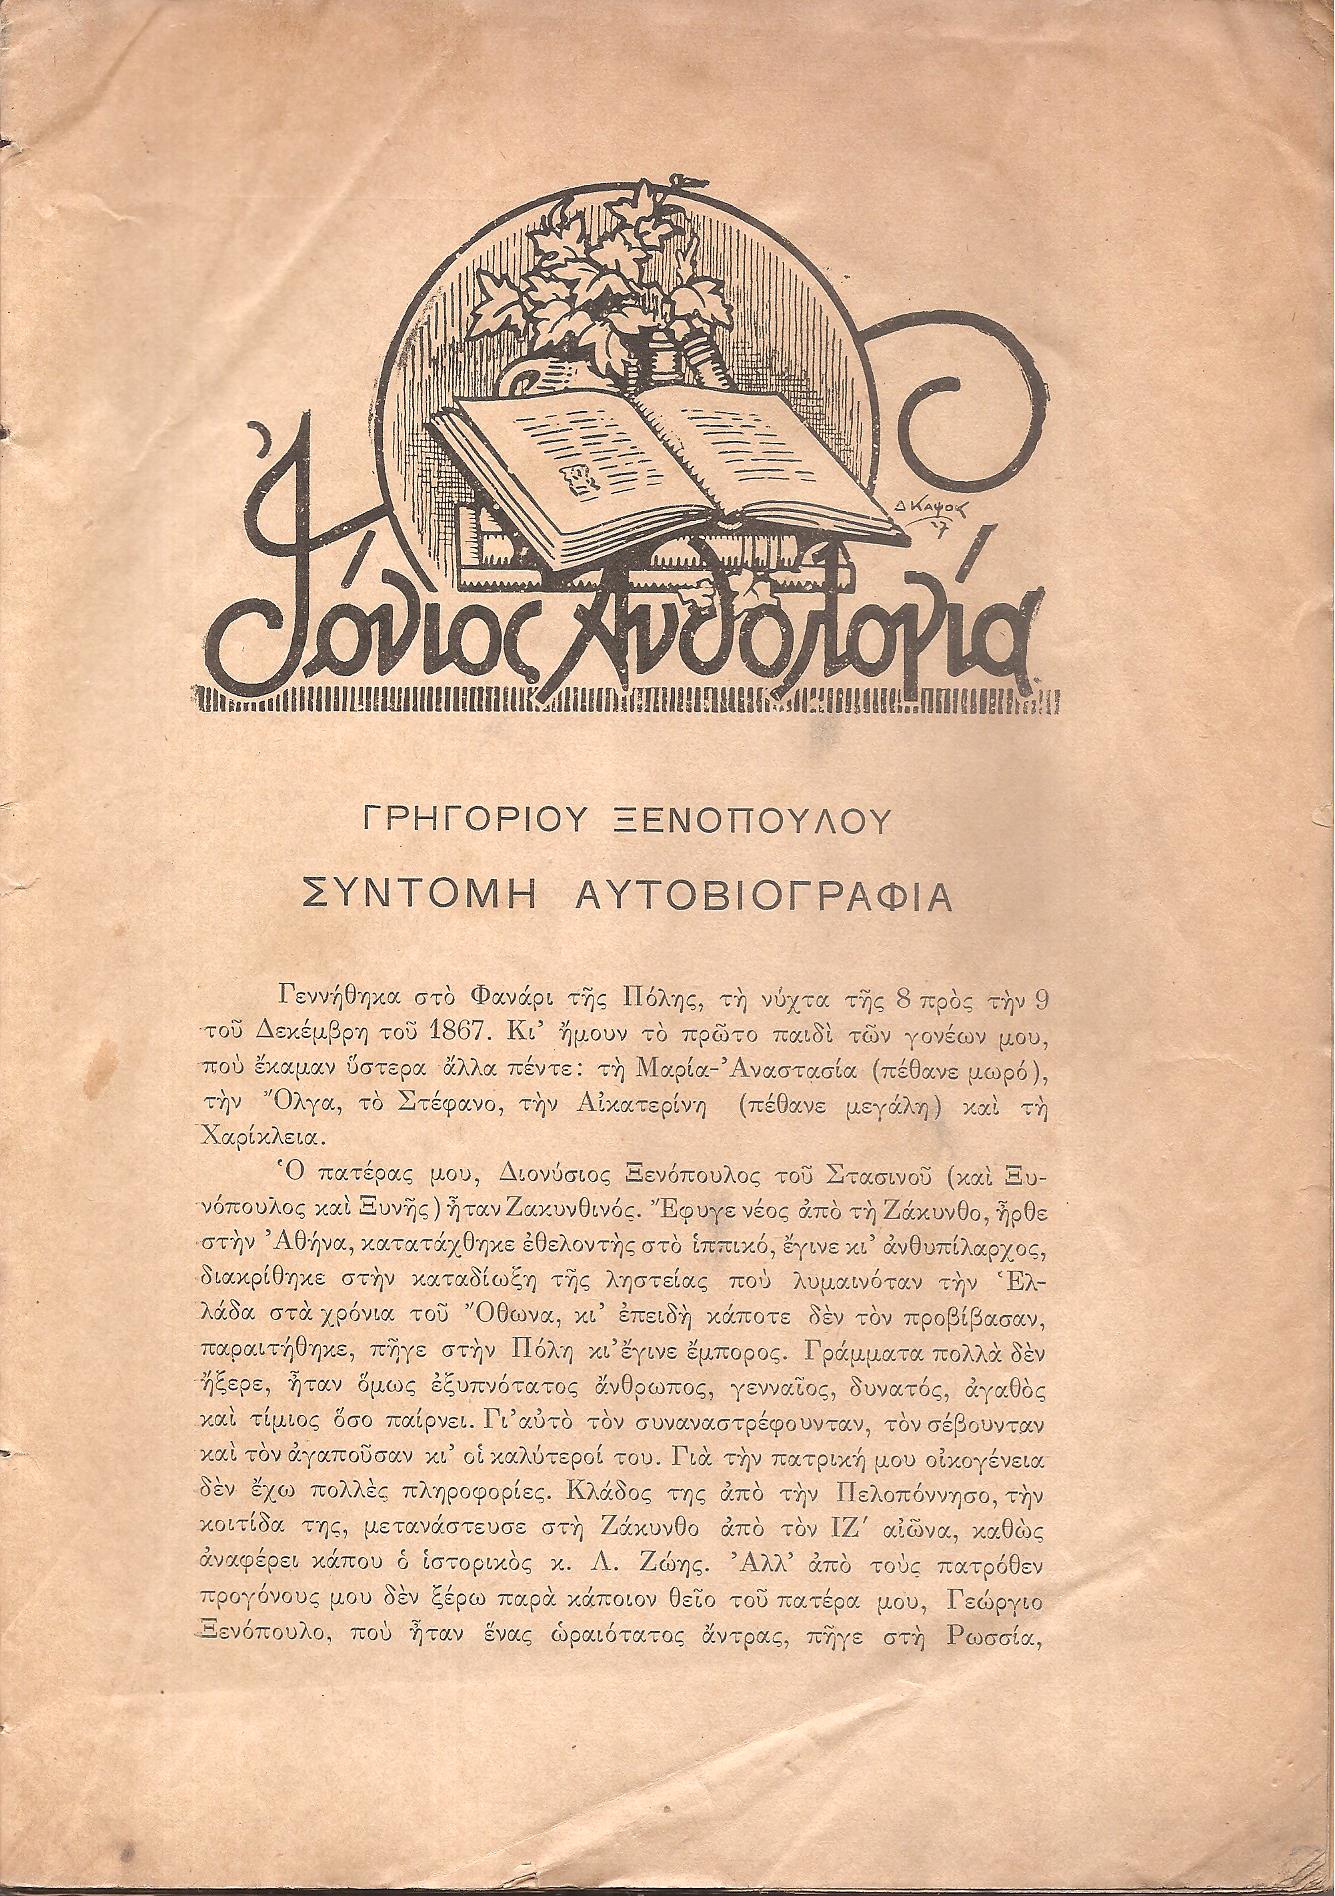 Δ ΚΑΨΟΚ
27
Ἰόνιος Ἀνθολογία
ΓΡΗΓΟΡΙΟΥ ΞΕΝΟΠΟΥΛΟΥ
ΣΥΝΤΟΜΗ ΑΥΤΟΒΙΟΓΡΑΦΙΑ
Γεννήθηκα στὸ Φανάρι τῆς Πόλης, τὴ νύχτα τῆς 8 πρὸς τὴν 9
τοῦ Δεκέμβρη τοῦ 1867. Κι’ ἤμουν τὸ πρῶτο παιδὶ τῶν γονέων μου,
ποὺ ἔκαμαν ὕστερα ἄλλα πέντε: τὴ Μαρία-Ἀναστασία (πέθανε μωρό),
τὴν Ὄλγα, τὸ Στέφανο, τὴν Αἰκατερίνη (πέθανε μεγάλη) καὶ τὴ
Χαρίκλεια.
Ὁ πατέρας μου, Διονύσιος Ξενόπουλος τοῦ Στασινοῦ (καὶ Ξυ-
νόπουλος καὶ Ξυνῆς) ἦταν Ζακυνθινός. Ἔφυγε νέος ἀπὸ τὴ Ζάκυνθο, ἦρθε
στὴν Ἀθήνα, κατατάχθηκε ἐθελοντὴς στὸ ἱππικό, ἔγινε κι’ ἀνθυπίλαρχος,
διακρίθηκε στὴν καταδίωξη τῆς ληστείας ποὺ λυμαινόταν τὴν Ἑλ-
λάδα στὰ χρόνια τοῦ Ὄθωνα, κι’ ἐπειδὴ κάποτε δὲν τὸν προβίβασαν,
παραιτήθηκε, πῆγε στὴν Πόλη κι’ ἔγινε ἔμπορος. Γράμματα πολλὰ δὲν
ἤξερε, ἦταν ὅμως ἐξυπνότατος ἄνθρωπος, γενναῖος, δυνατός, ἀγαθὸς
καὶ τίμιος ὅσο παίρνει. Γι’ αὐτὸ τὸν συναναστρέφουνταν, τὸν σέβουνταν
καὶ τὸν ἀγαποῦσαν κι’ οἱ καλύτεροί του. Γιὰ τὴν πατρική μου οἰκογένεια
δὲν ἔχω πολλὲς πληροφορίες. Κλάδος της ἀπὸ τὴν Πελοπόννησο, τὴν
κοιτίδα της, μετανάστευσε στὴ Ζάκυνθο ἀπὸ τὸν ΙΖ′ αἰῶνα, καθὼς
ἀναφέρει κάπου ὁ ἱστορικὸς κ. Λ. Ζώης. Ἀλλ’ ἀπὸ τοὺς πατρόθεν
προγόνους μου δὲν ξέρω παρὰ κάποιον θεῖο τοῦ πατέρα μου, Γεώργιο
Ξενόπουλο, ποὺ ἦταν ἕνας ὡραιότατος ἄντρας, πῆγε στὴ Ρωσσία,